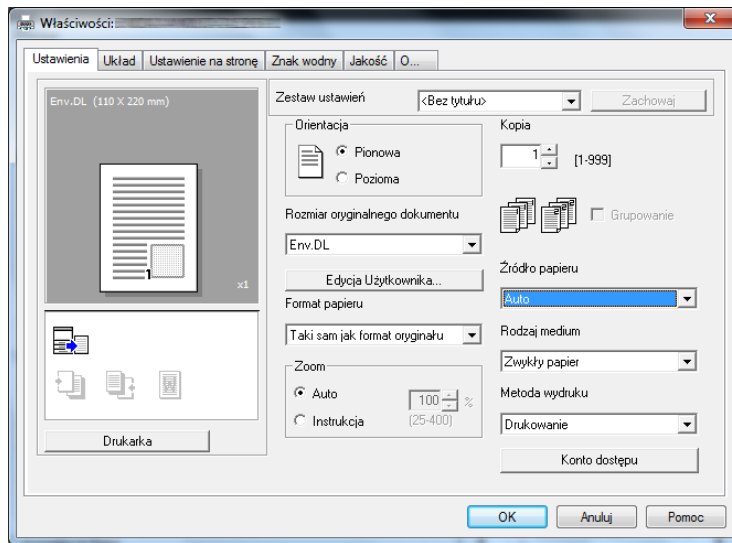 Właściwości:
Ustawienia Układ Ustawienie na stronę Znak wodny Jakość O...
Env.DL (110 X 220 mm)
1
x1
Drukarka
Zestaw ustawień <Bez tytułu> Zachowaj
Orientacja
Pionowa
Pozioma
Rozmiar oryginalnego dokumentu
Env.DL
Edycja Użytkownika...
Format papieru
Taki sam jak format oryginału
Zoom
Auto 100 %
Instrukcja (25-400)
Kopia
1 [1-999]
Grupowanie
Źródło papieru
Auto
Rodzaj medium
Zwykły papier
Metoda wydruku
Drukowanie
Konto dostępu
OK Anuluj Pomoc